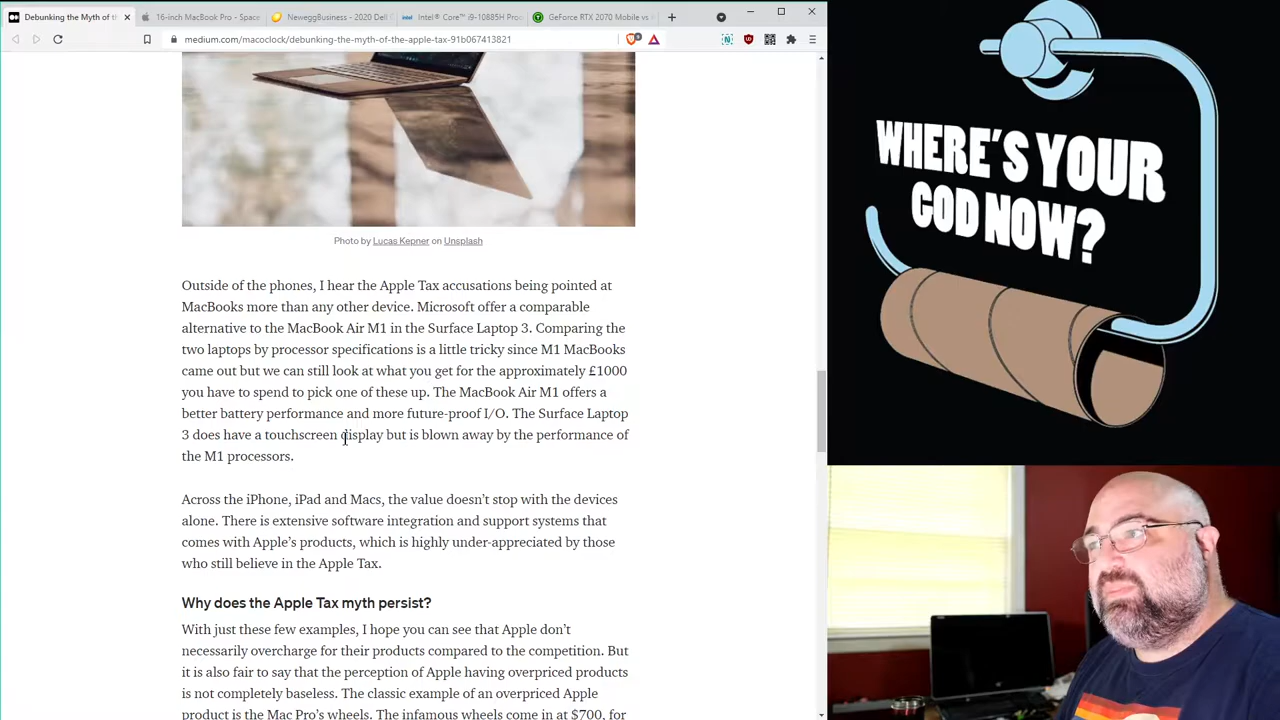 Debunking the Myth of th
16-inch MacBook Pro - Space
NeweggBusiness - 2020 Dell
Intel® Core™ i9-10885H Proc
GeForce RTX 2070 Mobile vs
medium.com/macoclock/debunking-the-myth-of-the-apple-tax-91b067413821
Photo by Lucas Kepner on Unsplash
Outside of the phones, I hear the Apple Tax accusations being pointed at
MacBooks more than any other device. Microsoft offer a comparable
alternative to the MacBook Air M1 in the Surface Laptop 3. Comparing the
two laptops by processor specifications is a little tricky since M1 MacBooks
came out but we can still look at what you get for the approximately £1000
you have to spend to pick one of these up. The MacBook Air M1 offers a
better battery performance and more future-proof I/O. The Surface Laptop
3 does have a touchscreen display but is blown away by the performance of
the M1 processors.
Across the iPhone, iPad and Macs, the value doesn't stop with the devices
alone. There is extensive software integration and support systems that
comes with Apple's products, which is highly under-appreciated by those
who still believe in the Apple Tax.
Why does the Apple Tax myth persist?
With just these few examples, I hope you can see that Apple don't
necessarily overcharge for their products compared to the competition. But
it is also fair to say that the perception of Apple having overpriced products
is not completely baseless. The classic example of an overpriced Apple
product is the Mac Pro's wheels. The infamous wheels come in at $700, for
WHERE'S YOUR
GOD NOW?